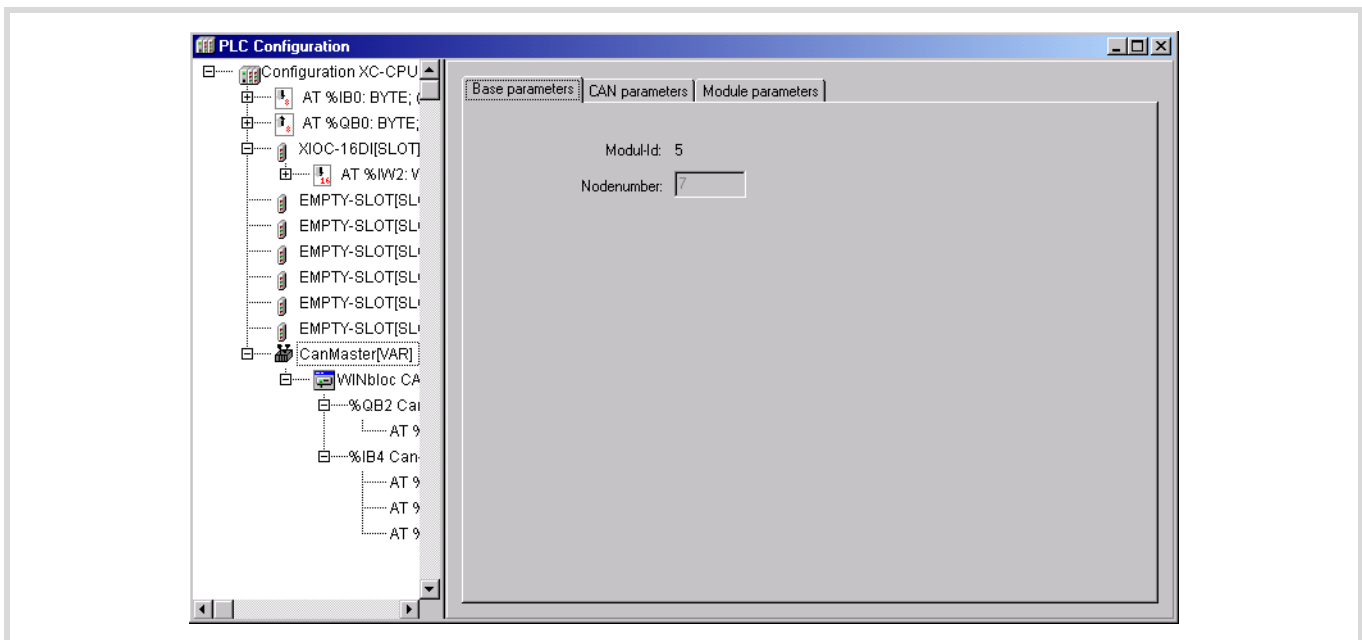 PLC Configuration
Configuration XC-CPU
AT %IB0: BYTE; (
AT %QB0: BYTE;
XIOC-16DI[SLOT]
AT %IW2: W
EMPTY-SLOT[SL
EMPTY-SLOT[SL
EMPTY-SLOT[SL
EMPTY-SLOT[SL
EMPTY-SLOT[SL
EMPTY-SLOT[SL
CanMaster[VAR]
WINbloc CA
%QB2 Ca
AT %
%IB4 Can-
AT %
AT %
AT %
Base parameters CAN parameters Module parameters
Modul-Id: 5
Nodenumber: 7